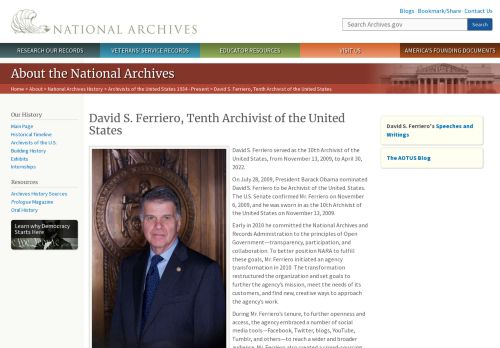 Blogs · Bookmark/Share · Contact Us
NATIONAL ARCHIVES
Search Archives.gov
Search
RESEARCH OUR RECORDS
VETERANS' SERVICE RECORDS
EDUCATOR RESOURCES
VISIT US
AMERICA'S FOUNDING DOCUMENTS
About the National Archives
Home > About > National Archives History > Archivists of the United States 1934 - Present > David S. Ferriero, Tenth Archivist of the United States
Our History
Main Page
Historical Timeline
Archivists of the U.S.
Building History
Exhibits
Internships
Resources
Archives History Sources
Prologue Magazine
Oral History
Learn why Democracy
Starts Here
David S. Ferriero, Tenth Archivist of the United
States
David S. Ferriero served as the 10th Archivist of the
United States, from November 13, 2009, to April 30,
2022.
On July 28, 2009, President Barack Obama nominated
David S. Ferriero to be Archivist of the United States.
The U.S. Senate confirmed Mr. Ferriero on November
6, 2009, and he was sworn in as the 10th Archivist of
the United States on November 13, 2009.
Early in 2010 he committed the National Archives and
Records Administration to the principles of Open
Government—transparency, participation, and
collaboration. To better position NARA to fulfill
these goals, Mr. Ferriero initiated an agency
transformation in 2010. The transformation
restructured the organization and set goals to
further the agency's mission, meet the needs of its
customers, and find new, creative ways to approach
the agency's work.
During Mr. Ferriero's tenure, to further openness and
access, the agency embraced a number of social
media tools—Facebook, Twitter, blogs, YouTube,
Tumblr, and others—to reach a wider and broader
audience. Mr. Ferriero also created a crowd-sourcing
David S. Ferriero's Speeches and
Writings
The AOTUS Blog